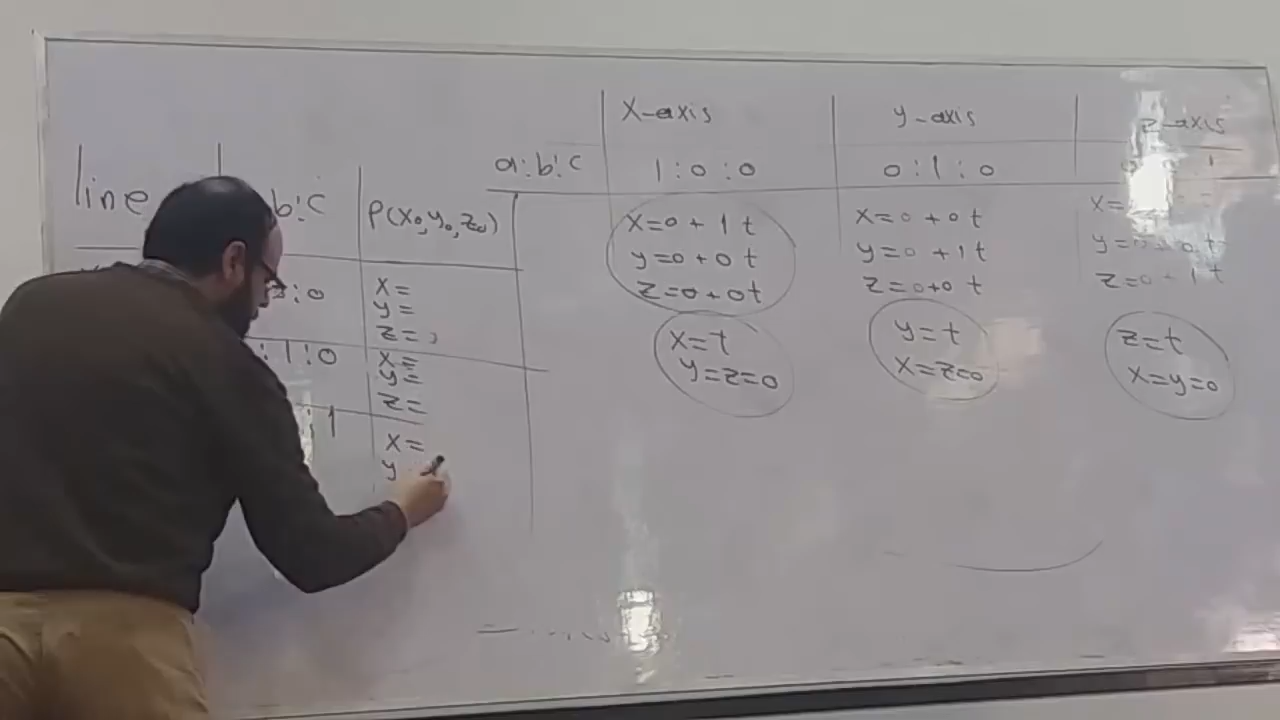 X-axis
y-axis
z-axis
a:b:c
1:0:0
0:1:0
line
b:c
P(x₀,y₀,z₀)
x=0+1t
y=0+0t
z=0+0t
x=0+0t
y=0+1t
z=0+0t
x=
z=0+1t
:0
x=
y=
z=
:1:0
x=
y=
z=
:1
x=
y
x=t
y=z=0
y=t
x=z=0
z=t
x=y=0